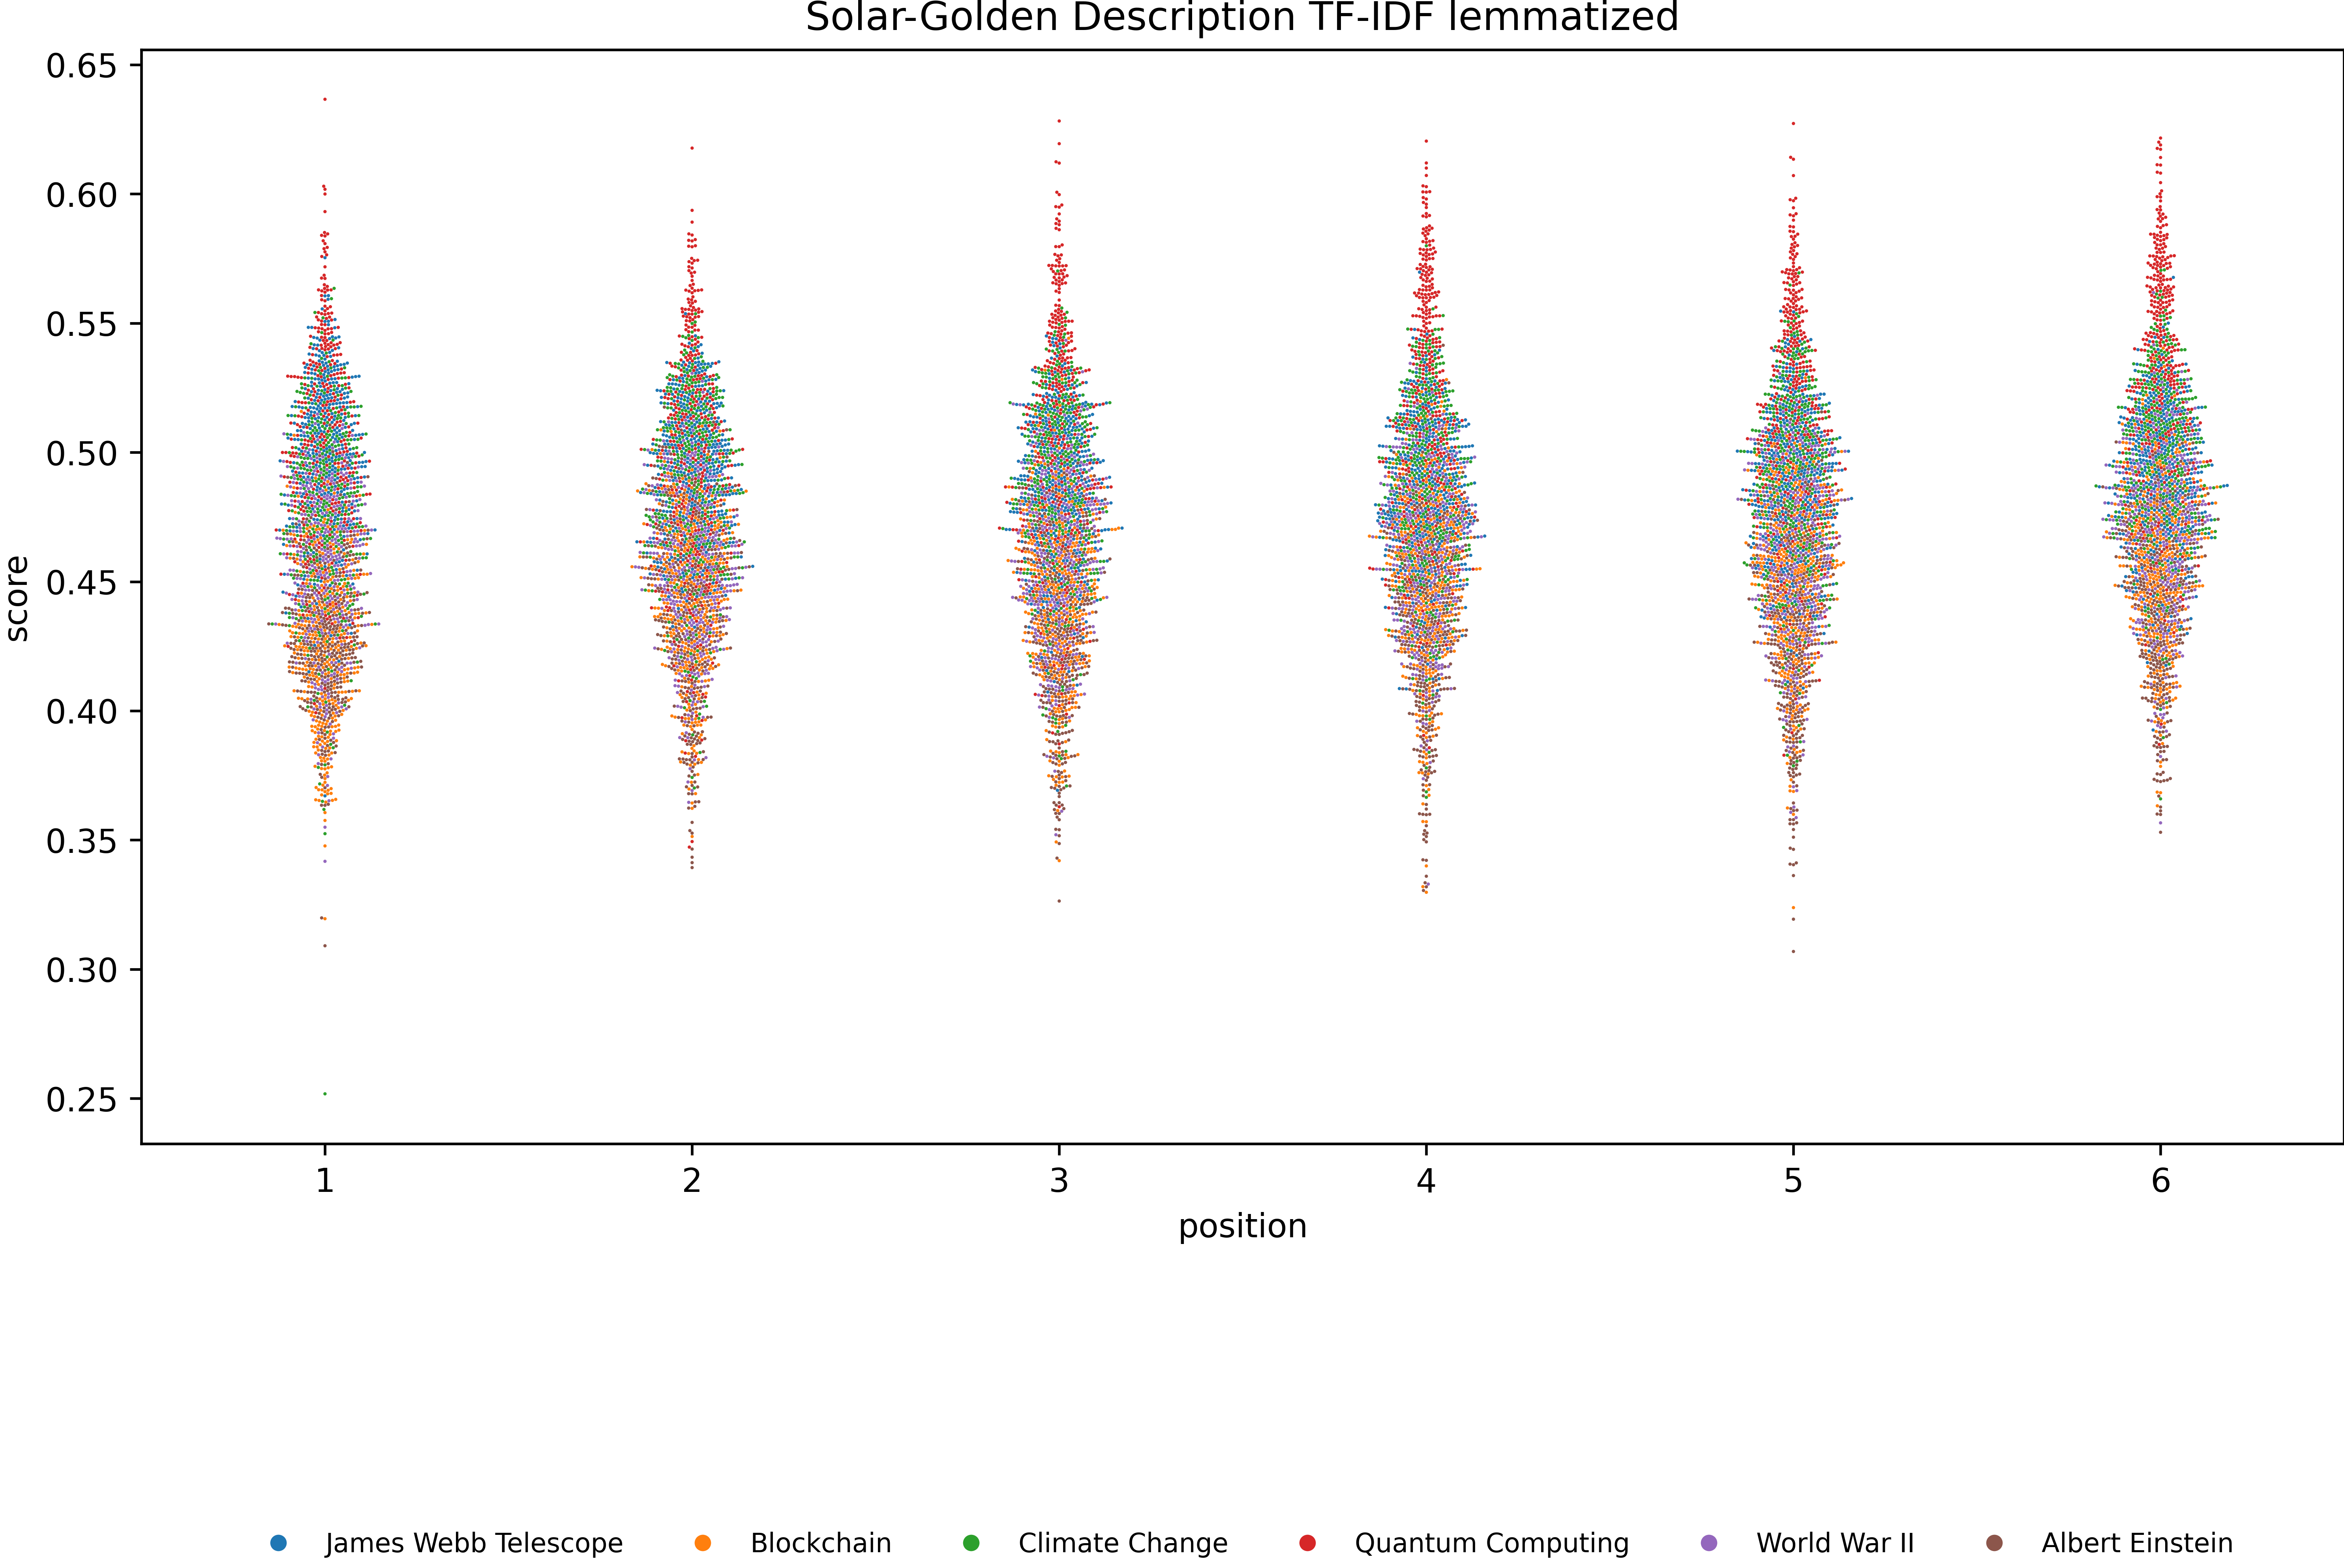 Solar-Golden Description TF-IDF lemmatized
score
0.65
0.60
0.55
0.50
0.45
0.40
0.35
0.30
0.25
1 2 3 4 5 6
position
James Webb Telescope Blockchain Climate Change Quantum Computing World War II Albert Einstein